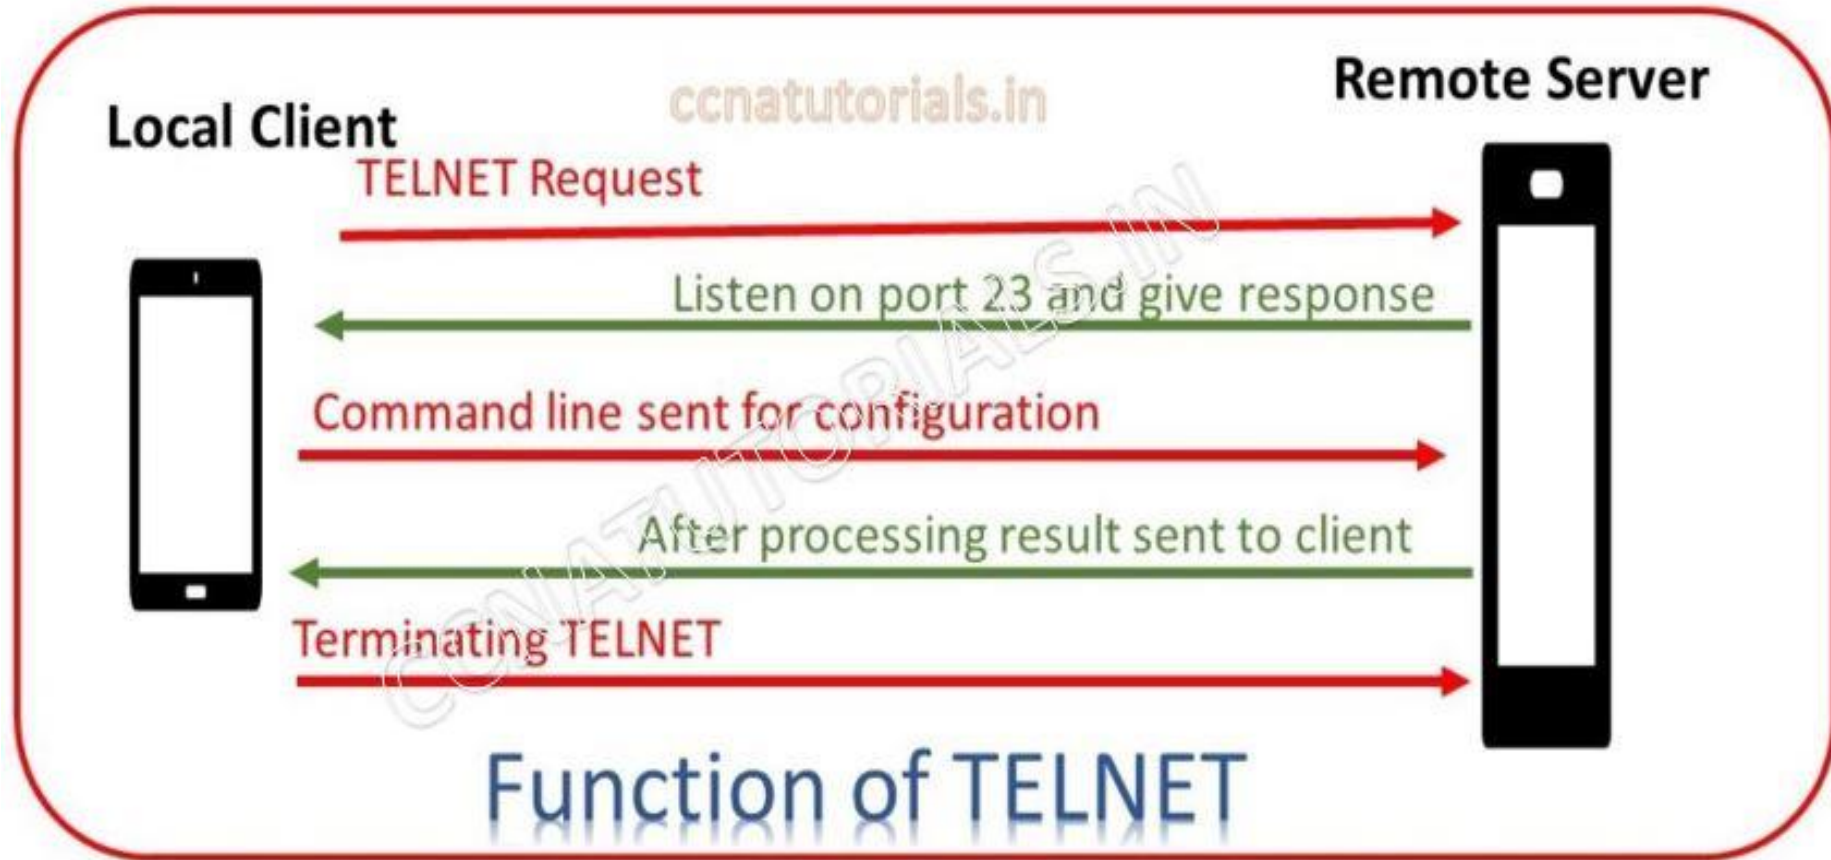 ccnatutorials.in
Remote Server
Local Client
TELNET Request
Listen on port 23 and give response
Command line sent for configuration
After processing result sent to client
Terminating TELNET
CCNATUTORIALS.IN
Function of TELNET